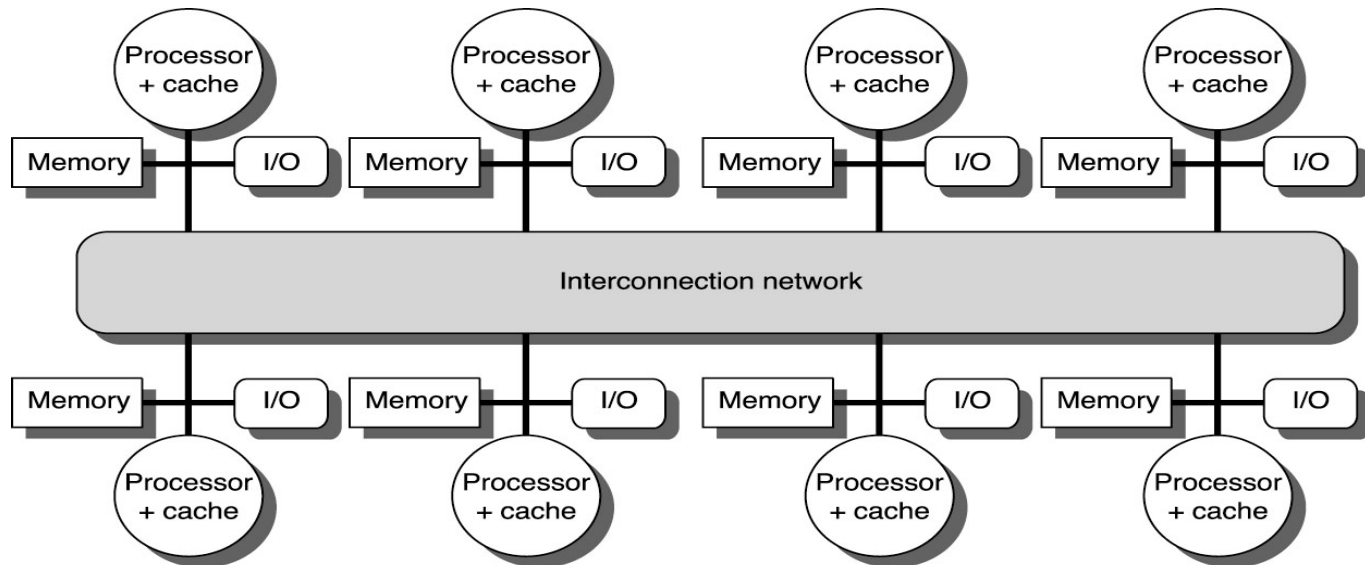 Processor
+ cache
Processor
+ cache
Processor
+ cache
Processor
+ cache
Memory
I/O
Memory
I/O
Memory
I/O
Memory
I/O
Interconnection network
Memory
I/O
Memory
I/O
Memory
I/O
Memory
I/O
Processor
+ cache
Processor
+ cache
Processor
+ cache
Processor
+ cache